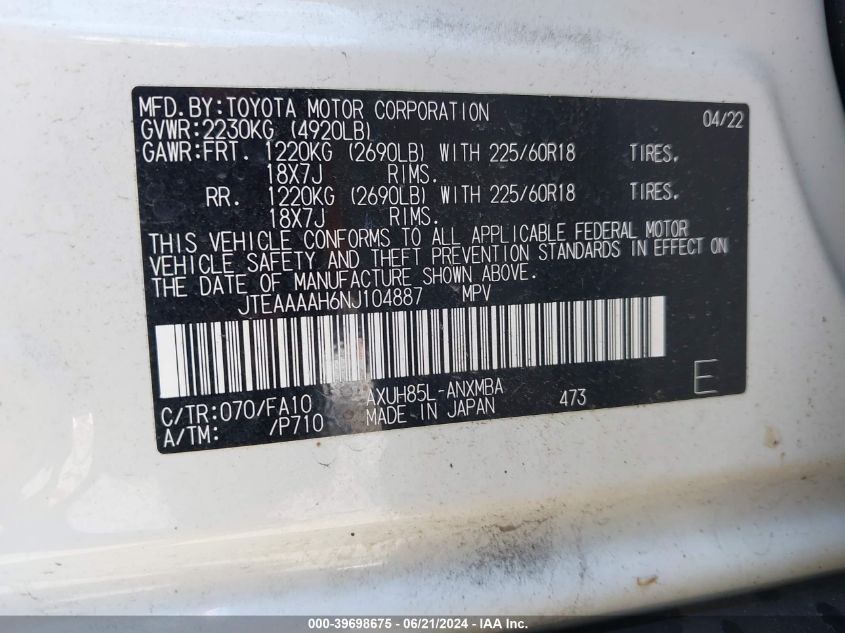 MFD.BY:TOYOTA MOTOR CORPORATION 04/22
GVWR:2230KG (4920LB)
GAWR:FRT. 1220KG (2690LB) WITH 225/60R18 TIRES.
18X7J RIMS.
RR. 1220KG (2690LB) WITH 225/60R18 TIRES.
18X7J RIMS.
THIS VEHICLE CONFORMS TO ALL APPLICABLE FEDERAL MOTOR
VEHICLE SAFETY AND THEFT PREVENTION STANDARDS IN EFFECT ON
THE DATE OF MANUFACTURE SHOWN ABOVE.
JTEAAAAH6NJ104887 MPV
E
C/TR:070/FA10 AXUH85L-ANXMBA 473
A/TM: /P710 MADE IN JAPAN
000-39698675 - 06/21/2024 - IAA Inc.